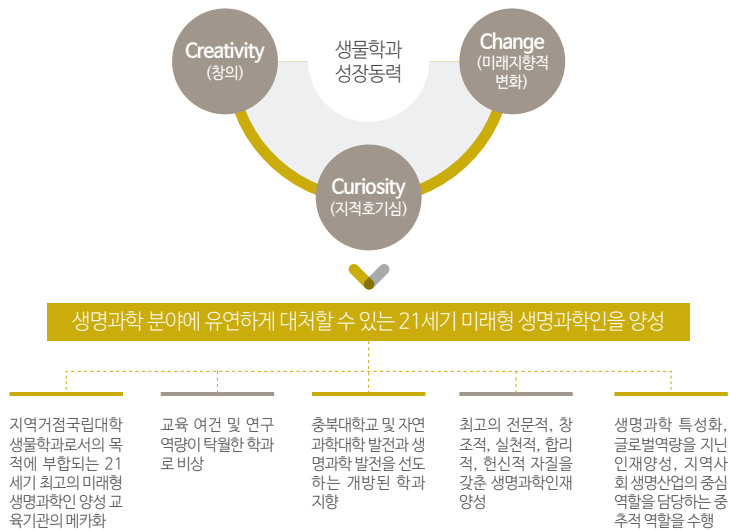 Creativity
(창의)
생물학과
성장동력
Change
(미래지향적
변화)
Curiosity
(지적호기심)
생명과학 분야에 유연하게 대처할 수 있는 21세기 미래형 생명과학인을 양성
지역거점국립대학
생물학과로서의 목
적에 부합되는 21
세기 최고의 미래형
생명과학인 양성 교
육기관의 메카화
교육 여건 및 연구
역량이 탁월한 학과
로 비상
충북대학교 및 자연
과학대학 발전과 생
명과학 발전을 선도
하는 개방된 학과
지향
최고의 전문적, 창
조적, 실천적, 합리
적, 헌신적 자질을
갖춘 생명과학인재
양성
생명과학 특성화,
글로벌역량을 지닌
인재양성, 지역사
회 생명산업의 중심
역할을 담당하는 중
추적 역할을 수행